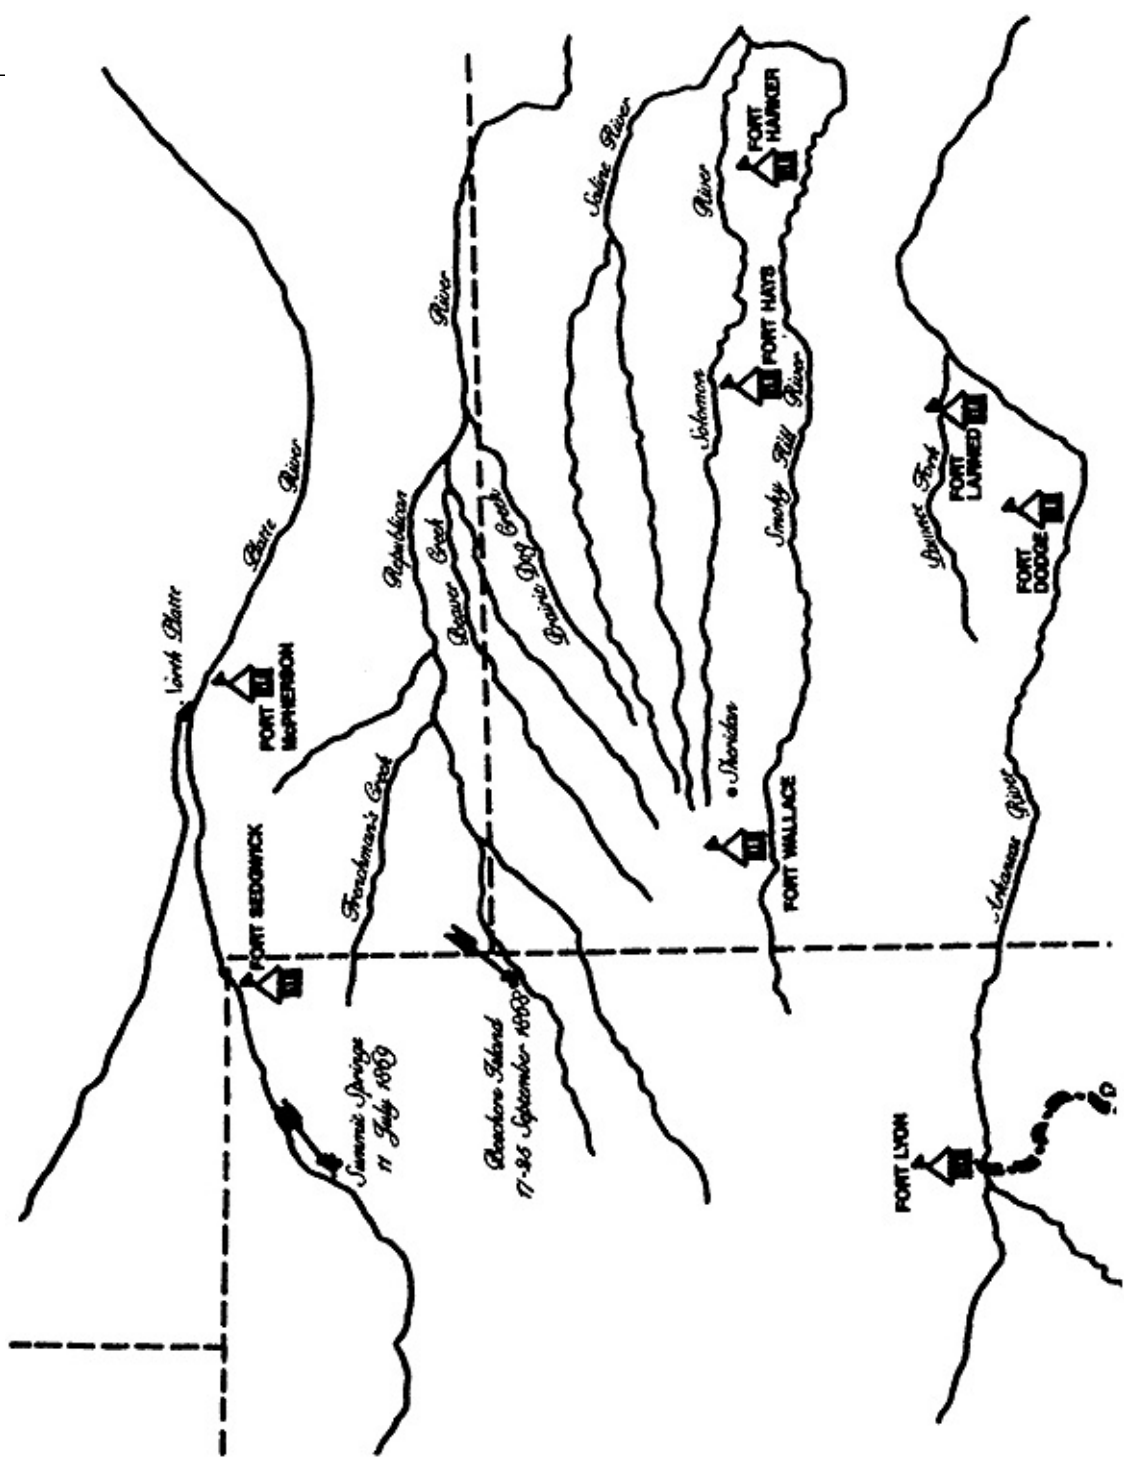 North Platte
Platte
River
FORT SEDGWICK
FORT
McPHERSON
Summit Springs
11 July 1869
Frenchman's Creek
Republican
River
Beaver
Creek
Beechers Island
17-25 September 1868
Prairie Dog
Creek
Saline River
Solomon
River
Sheridan
FORT HAYS
FORT
HARKER
FORT WALLACE
Smoky Hill
River
FORT LYON
Pawnee Fork
FORT
LARNED
Arkansas River
FORT
DODGE